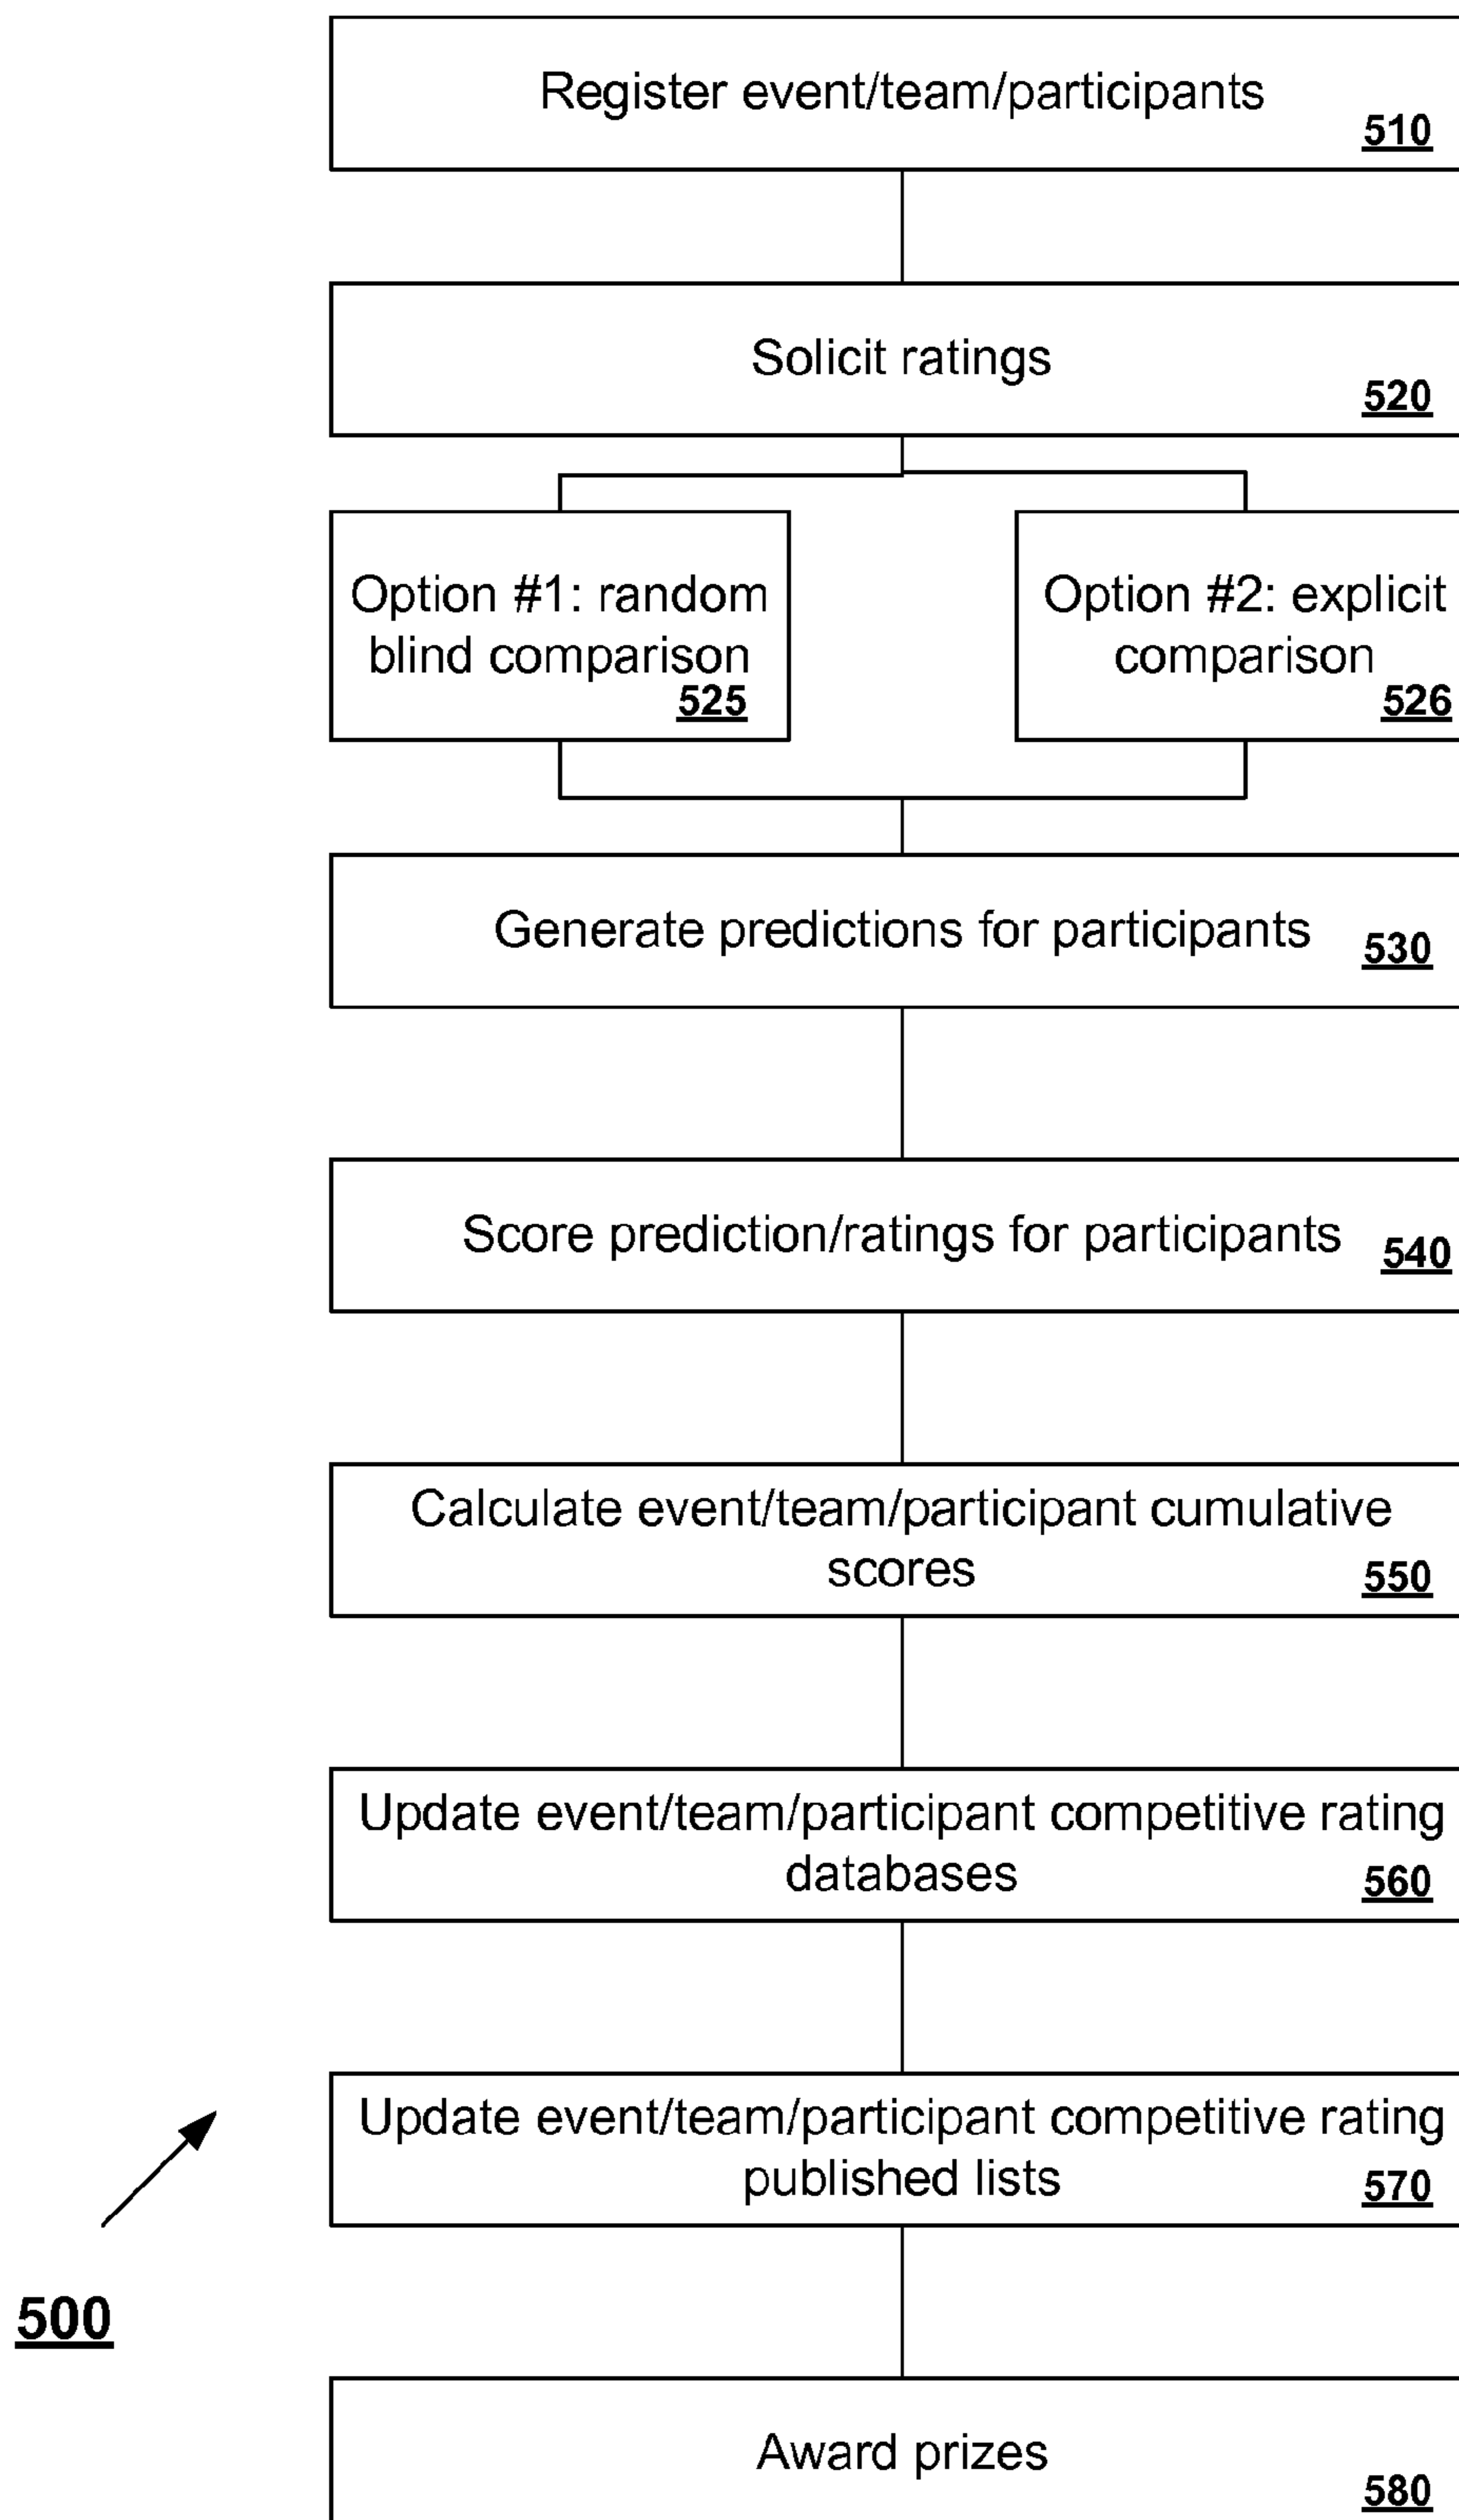 Register event/team/participants
510
Solicit ratings
520
Option #1: random
blind comparison
525
Option #2: explicit
comparison
526
Generate predictions for participants
530
Score prediction/ratings for participants
540
Calculate event/team/participant cumulative
scores
550
Update event/team/participant competitive rating
databases
560
Update event/team/participant competitive rating
published lists
570
500
Award prizes
580